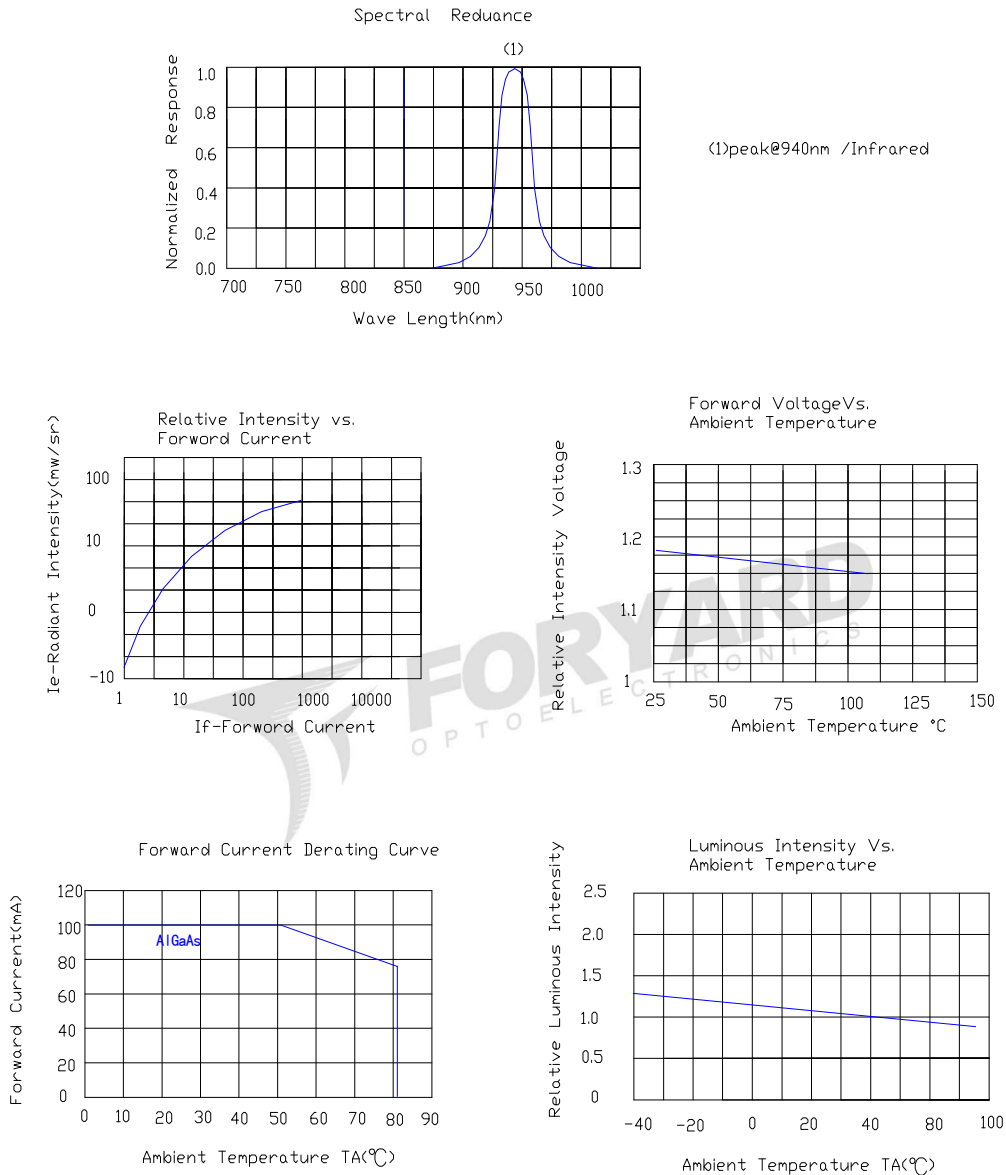 Spectral Reduance
(1)
Normalized Response
1.0
0.8
0.6
0.4
0.2
0.0
700 750 800 850 900 950 1000
Wave Length(nm)
(1)peak@940nm /Infrared
Relative Intensity vs.
Forword Current
Ie-Radiant Intensity(mw/sr)
100
10
0
-10
1 10 100 1000 10000
If-Forword Current
Forward VoltageVs.
Ambient Temperature
Relative Intensity Voltage
1.3
1.2
1.1
1
25 50 75 100 125 150
Ambient Temperature °C
FORYARD
OPTOELECTRONICS
Forward Current Derating Curve
Forward Current(mA)
120
100
80
60
40
20
0
AlGaAs
0 10 20 30 40 50 60 70 80 90
Ambient Temperature TA(℃)
Luminous Intensity Vs.
Ambient Temperature
Relative Luminous Intensity
2.5
2.0
1.5
1.0
0.5
0
-40 -20 0 20 40 80 100
Ambient Temperature TA(℃)